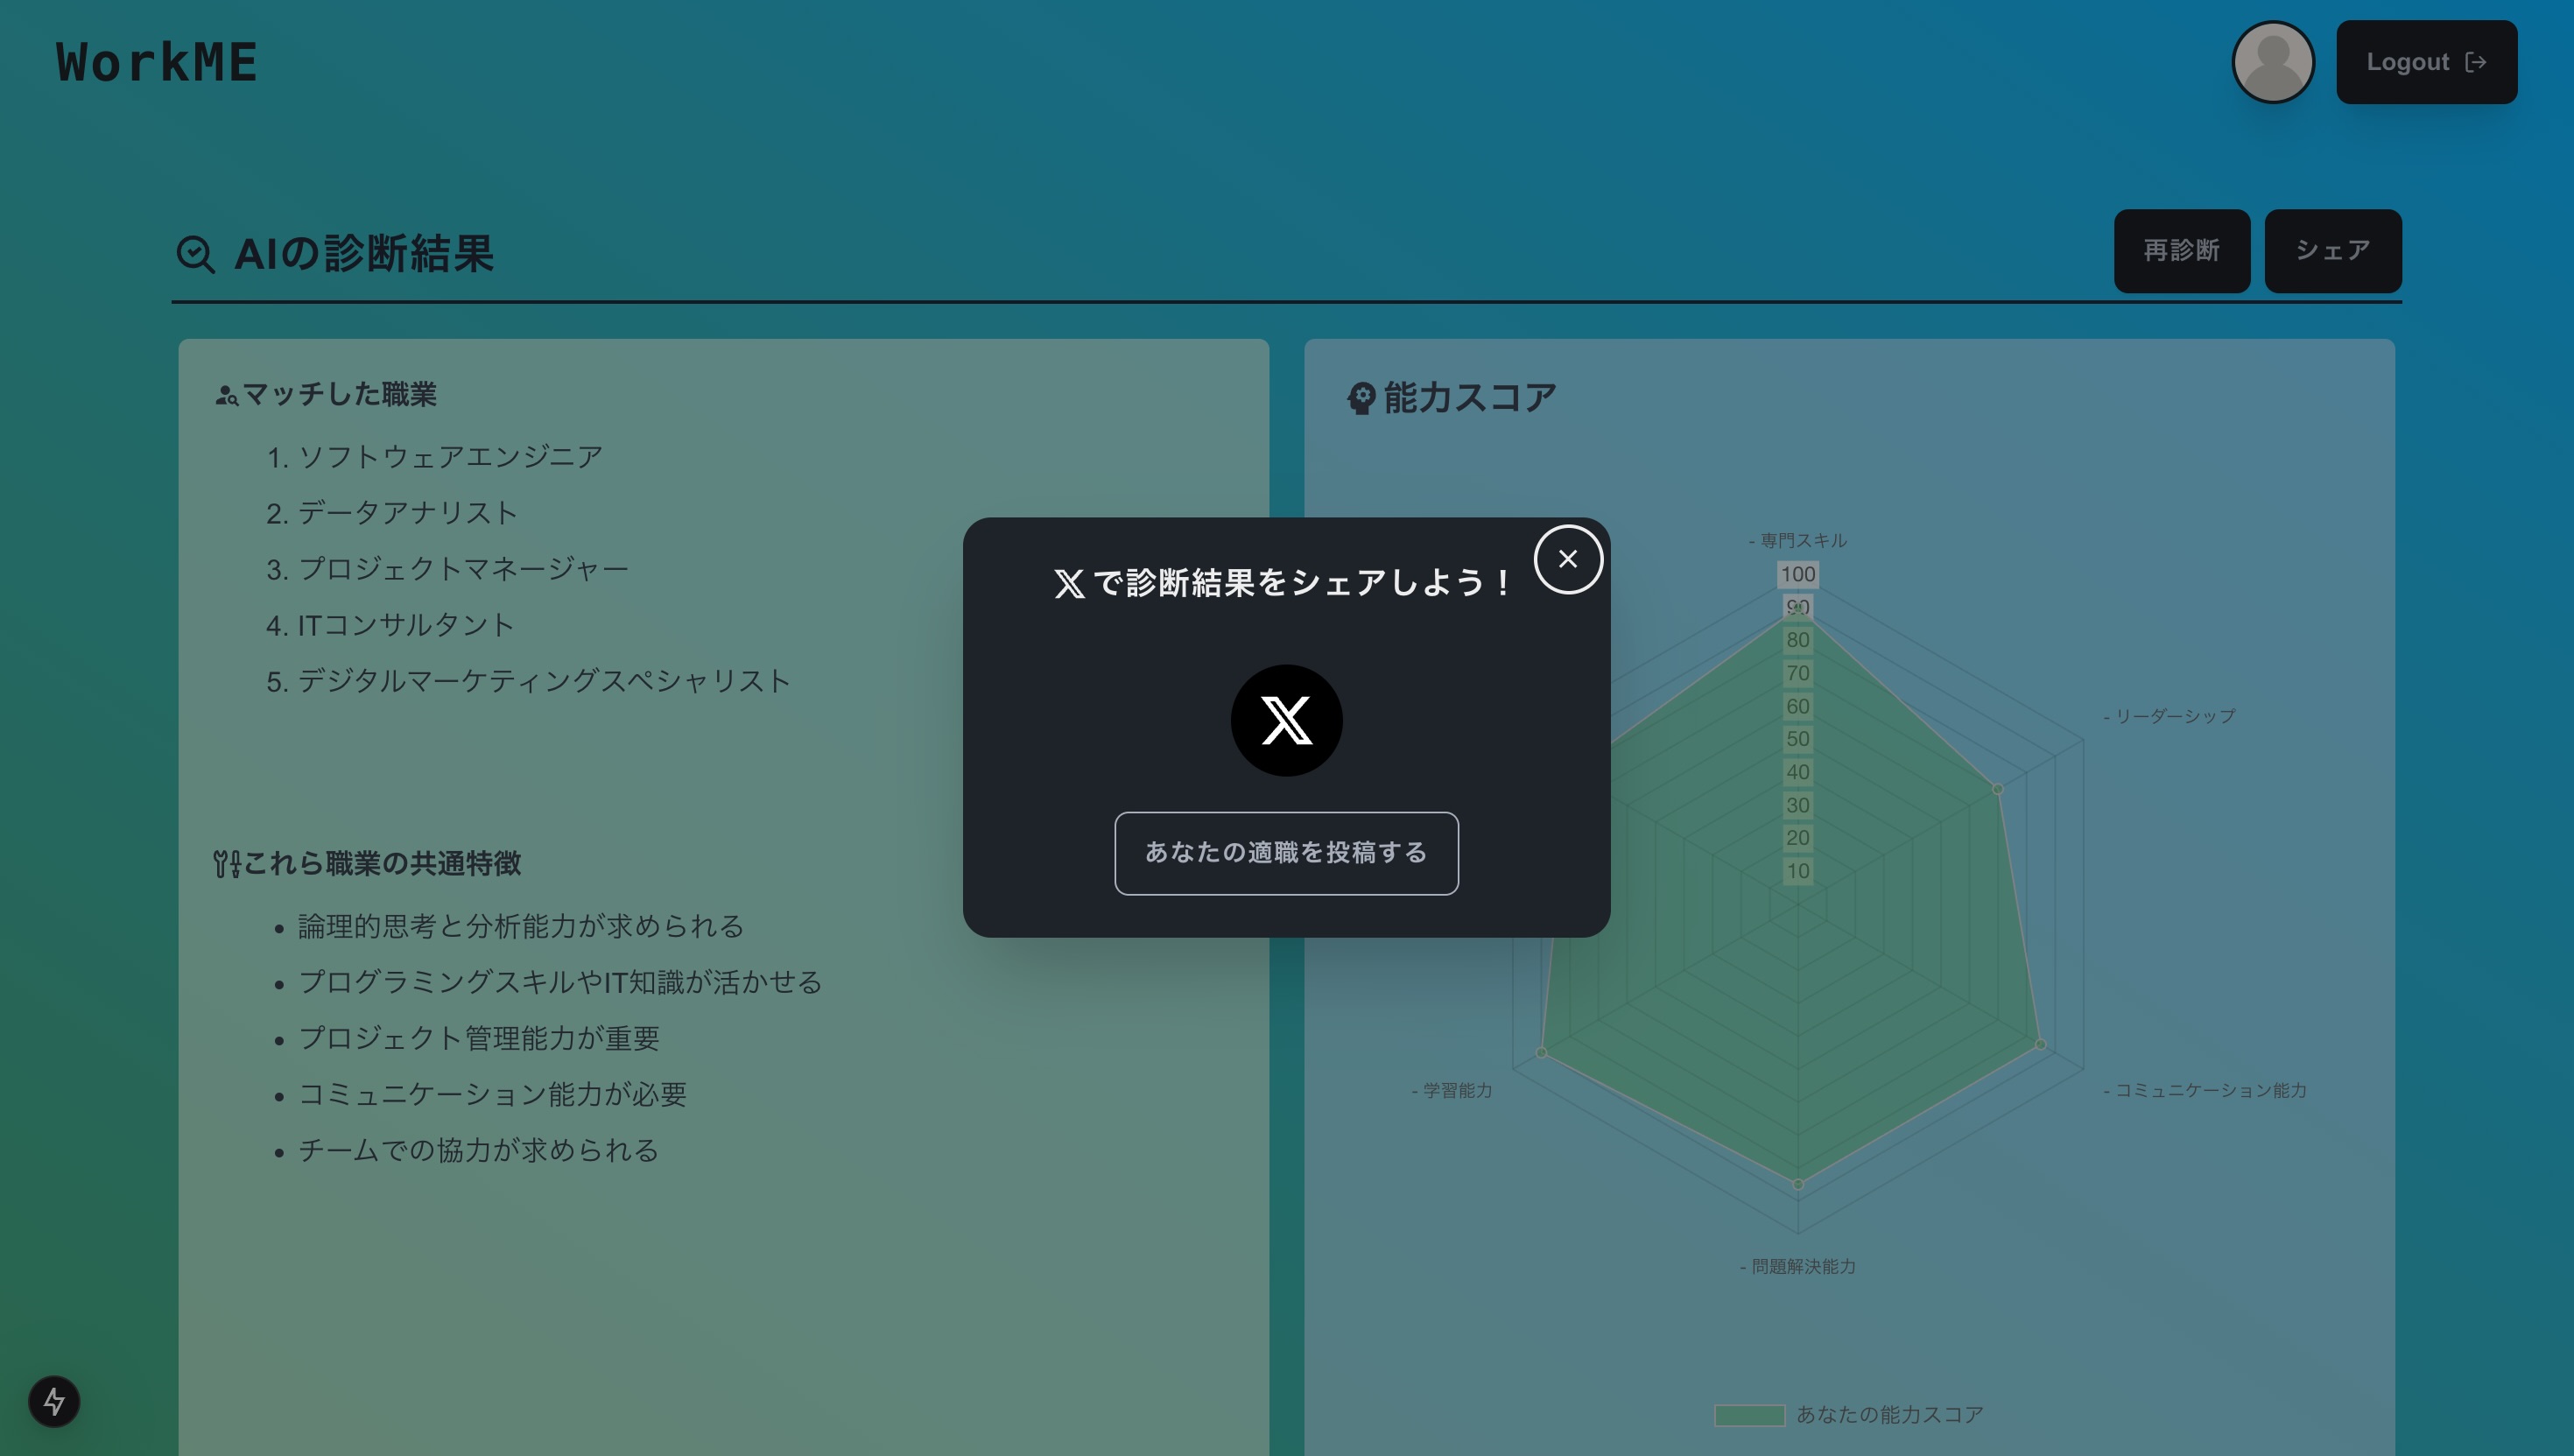 WorkME
Logout
AIの診断結果
再診断
シェア
マッチした職業
1. ソフトウェアエンジニア
2. データアナリスト
3. プロジェクトマネージャー
4. ITコンサルタント
5. デジタルマーケティングスペシャリスト
これら職業の共通特徴
• 論理的思考と分析能力が求められる
• プログラミングスキルやIT知識が活かせる
• プロジェクト管理能力が重要
• コミュニケーション能力が必要
• チームでの協力が求められる
𝕏 で診断結果をシェアしよう！
𝕏
あなたの適職を投稿する
能力スコア
- 専門スキル
100
90
80
70
60
50
40
30
20
10
- リーダーシップ
- コミュニケーション能力
- 学習能力
- 問題解決能力
あなたの能力スコア